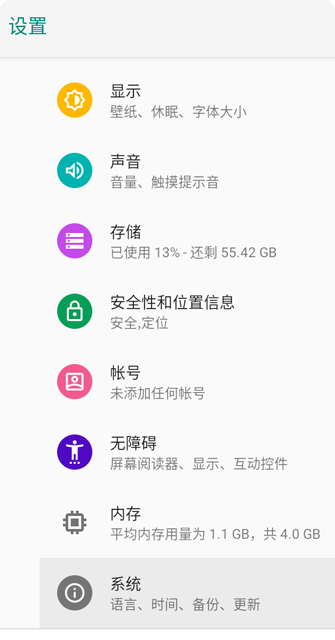 设置
显示
壁纸、休眠、字体大小
声音
音量、触摸提示音
存储
已使用 13% - 还剩 55.42 GB
安全性和位置信息
安全,定位
帐号
未添加任何帐号
无障碍
屏幕阅读器、显示、互动控件
内存
平均内存用量为 1.1 GB，共 4.0 GB
系统
语言、时间、备份、更新